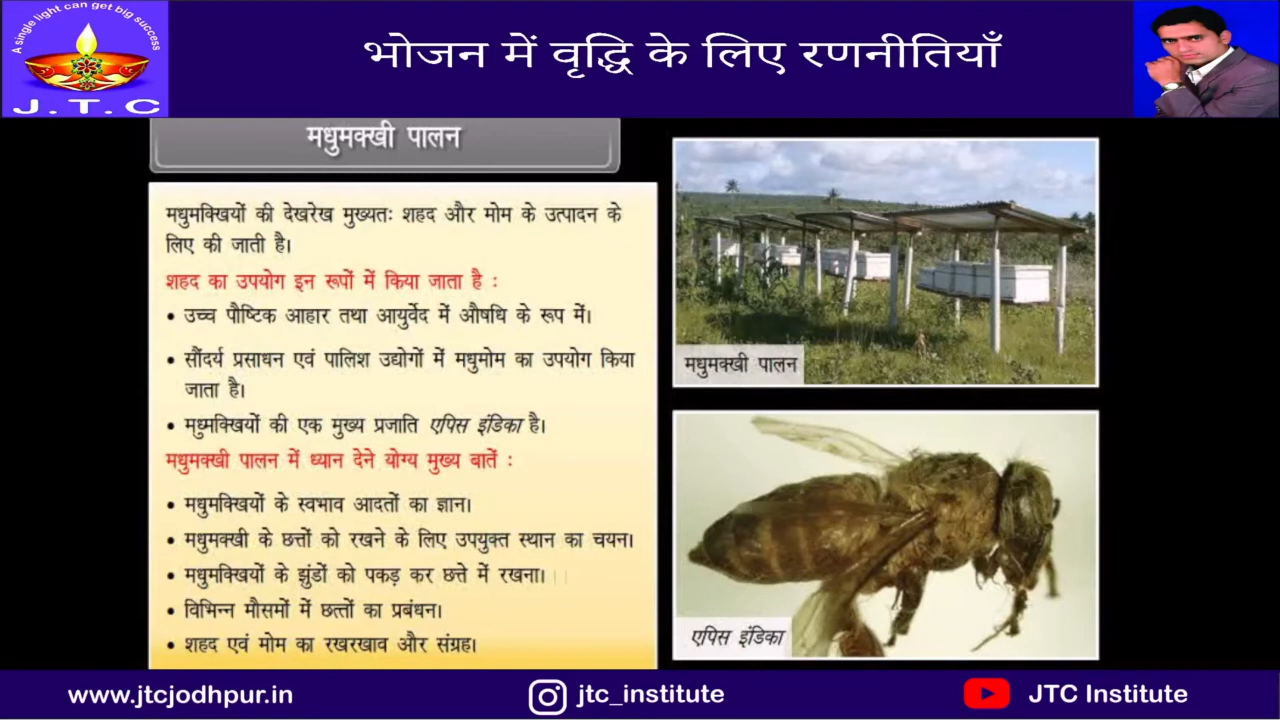 A single light can get big success
J.T.C
भोजन में वृद्धि के लिए रणनीतियाँ
मधुमक्खी पालन
मधुमक्खियों की देखरेख मुख्यतः शहद और मोम के उत्पादन के
लिए की जाती है।
शहद का उपयोग इन रूपों में किया जाता है :
• उच्च पौष्टिक आहार तथा आयुर्वेद में औषधि के रूप में।
• सौंदर्य प्रसाधन एवं पालिश उद्योगों में मधुमोम का उपयोग किया
जाता है।
• मधुमक्खियों की एक मुख्य प्रजाति एपिस इंडिका है।
मधुमक्खी पालन में ध्यान देने योग्य मुख्य बातें :
• मधुमक्खियों के स्वभाव आदतों का ज्ञान।
• मधुमक्खी के छत्तों को रखने के लिए उपयुक्त स्थान का चयन।
• मधुमक्खियों के झुंडों को पकड़ कर छत्ते में रखना।
• विभिन्न मौसमों में छत्तों का प्रबंधन।
• शहद एवं मोम का रखरखाव और संग्रह।
मधुमक्खी पालन
एपिस इंडिका
www.jtcjodhpur.in
jtc_institute
JTC Institute